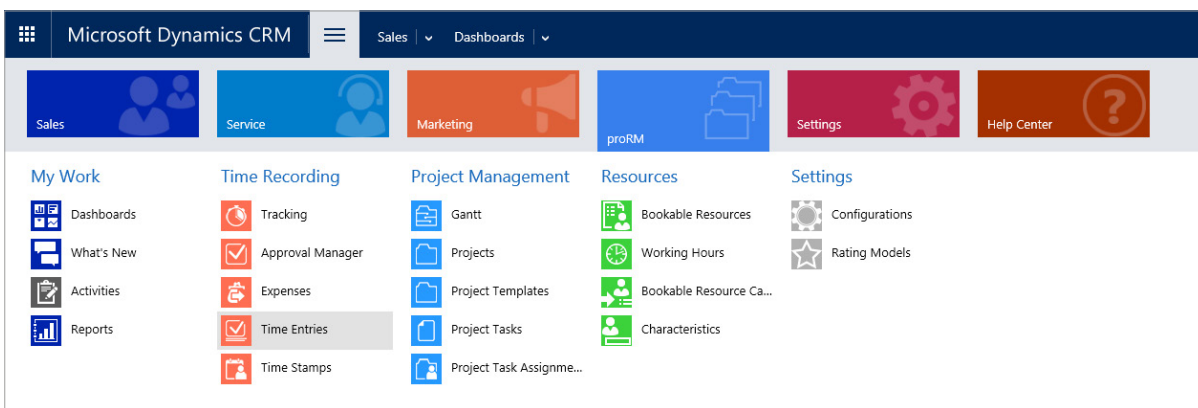 Microsoft Dynamics CRM Sales Dashboards
Sales Service Marketing proRM Settings Help Center
My Work
Dashboards
What's New
Activities
Reports
Time Recording
Tracking
Approval Manager
Expenses
Time Entries
Time Stamps
Project Management
Gantt
Projects
Project Templates
Project Tasks
Project Task Assignme...
Resources
Bookable Resources
Working Hours
Bookable Resource Ca...
Characteristics
Settings
Configurations
Rating Models